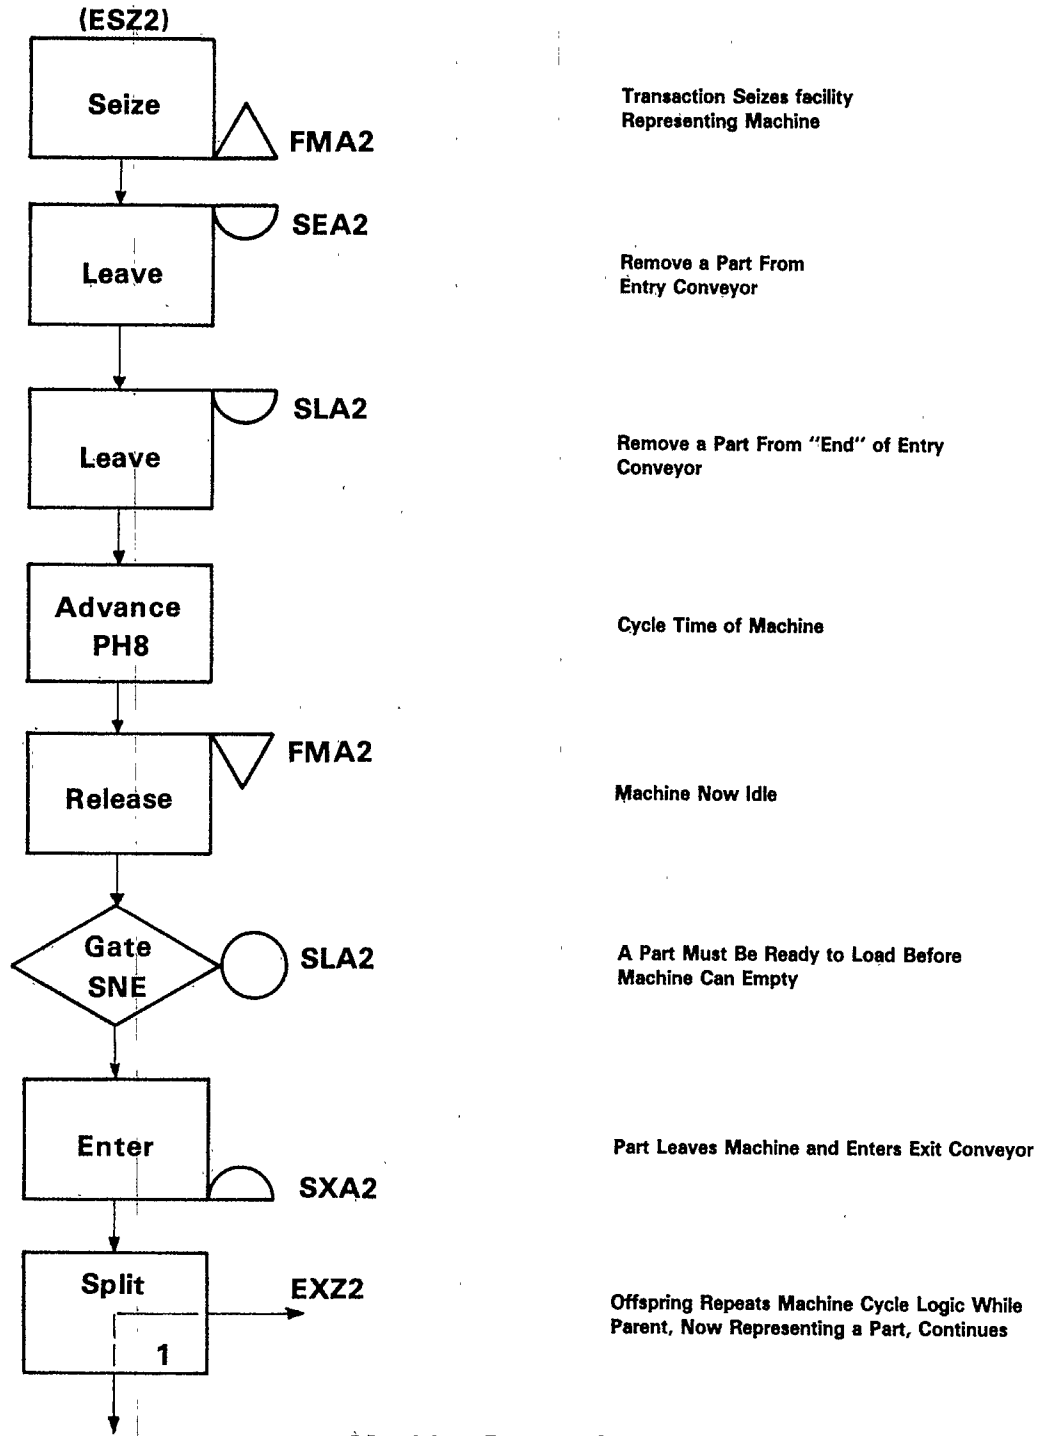 (ESZ2)
Seize
FMA2
Transaction Seizes facility
Representing Machine
SEA2
Leave
Remove a Part From
Entry Conveyor
SLA2
Leave
Remove a Part From "End" of Entry
Conveyor
Advance
PH8
Cycle Time of Machine
FMA2
Release
Machine Now Idle
Gate
SNE
SLA2
A Part Must Be Ready to Load Before
Machine Can Empty
Enter
SXA2
Part Leaves Machine and Enters Exit Conveyor
Split
1
EXZ2
Offspring Repeats Machine Cycle Logic While
Parent, Now Representing a Part, Continues